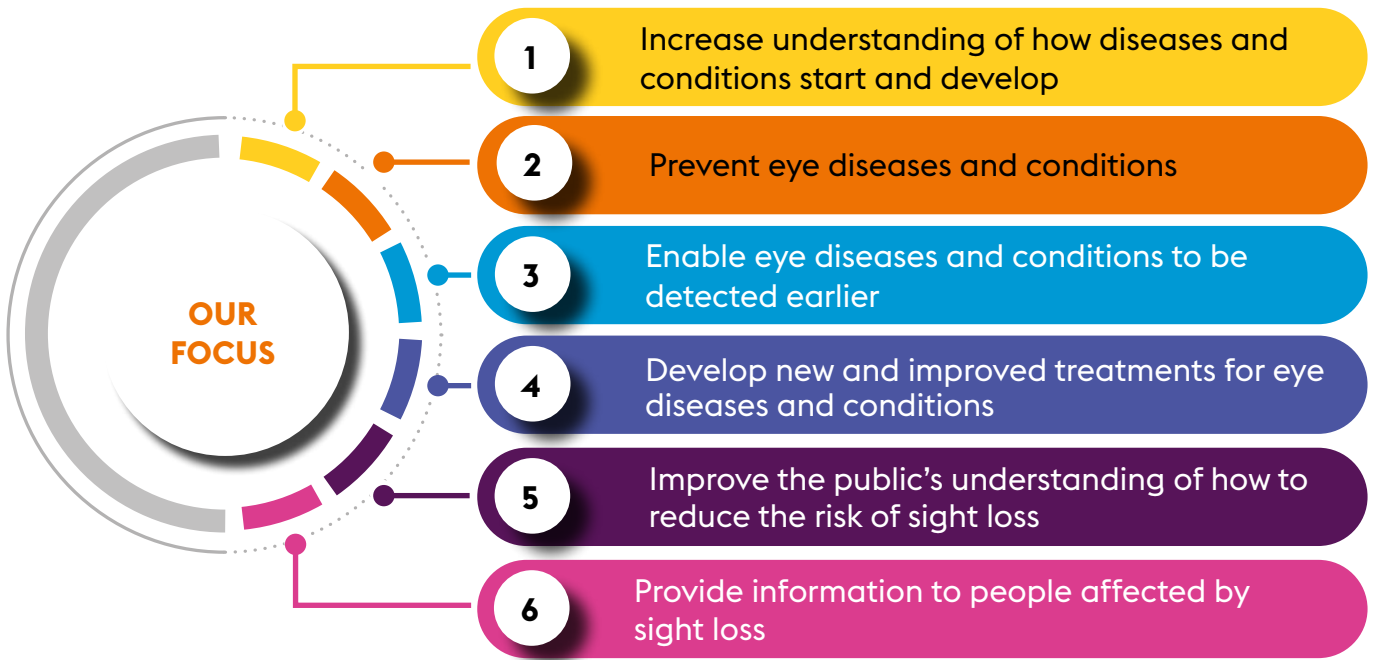 OUR
FOCUS
1
Increase understanding of how diseases and
conditions start and develop
2
Prevent eye diseases and conditions
3
Enable eye diseases and conditions to be
detected earlier
4
Develop new and improved treatments for eye
diseases and conditions
5
Improve the public’s understanding of how to
reduce the risk of sight loss
6
Provide information to people affected by
sight loss